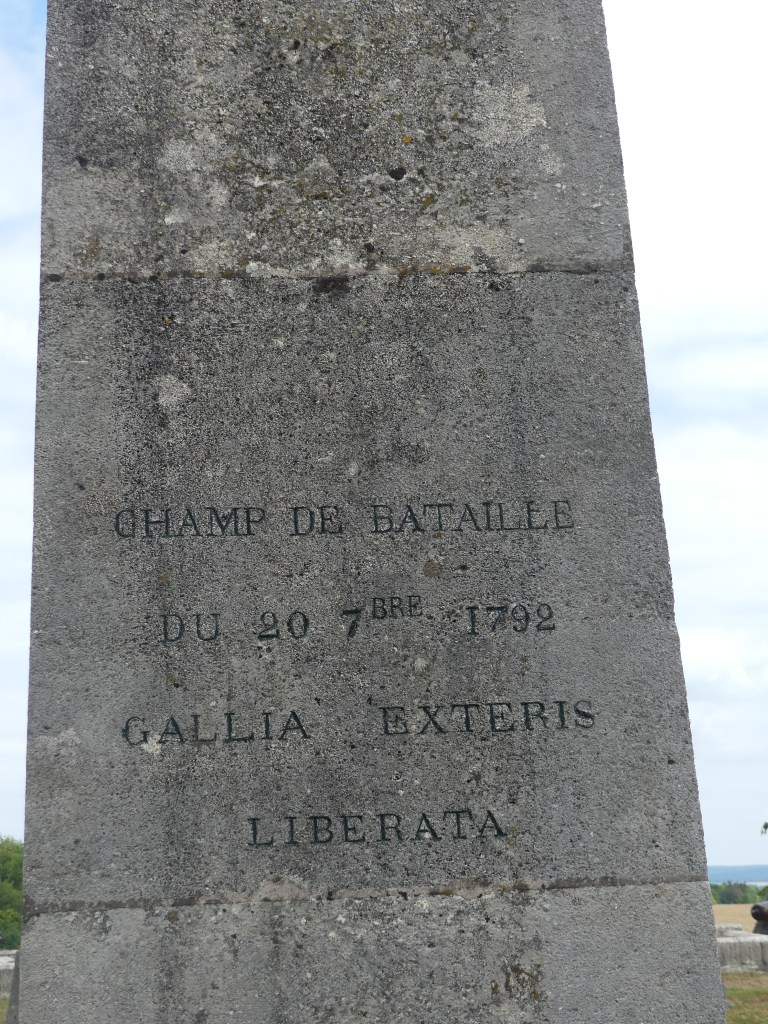 CHAMP DE BATAILLE
DU 20 7BRE 1792
GALLIA EXTERIS
LIBERATA